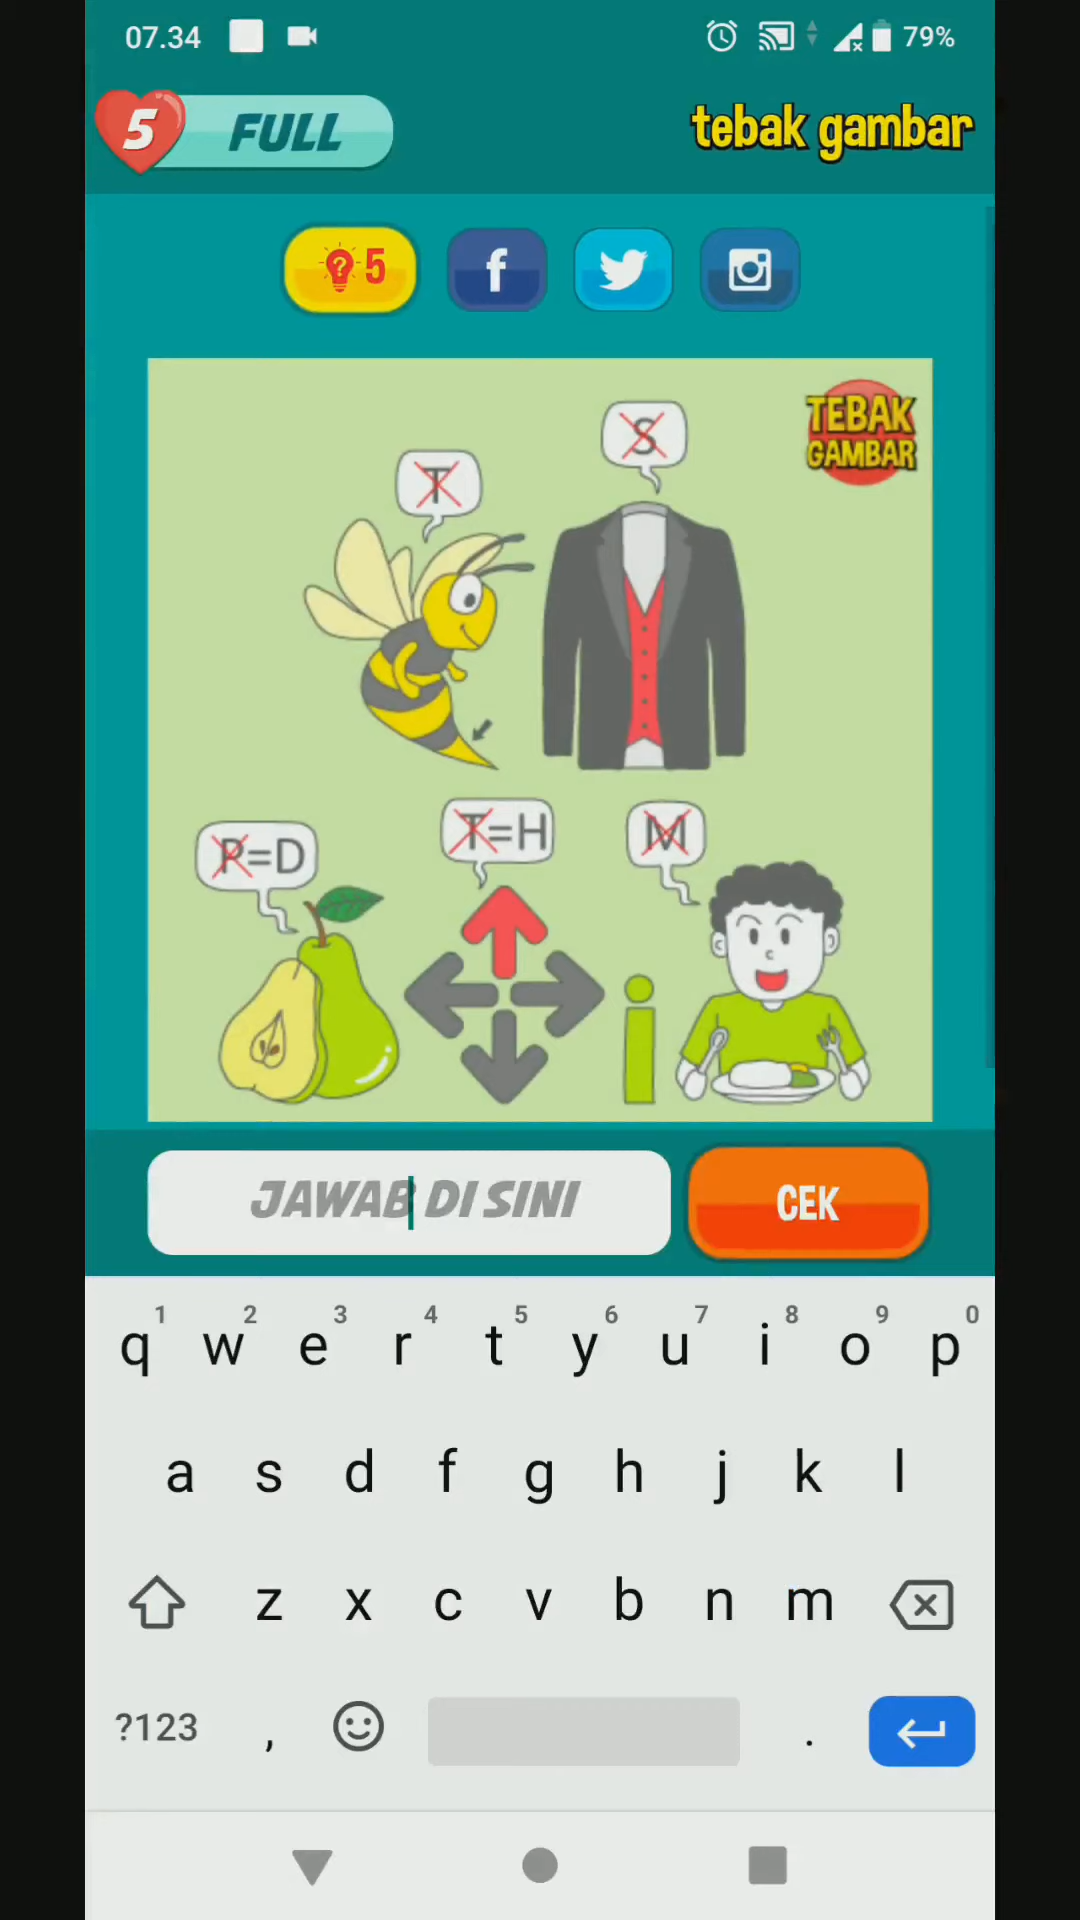 07.34
79%
5 FULL
tebak gambar
? 5
f
TEBAK
GAMBAR
S
T
P=D
T=H
M
i
JAWAB DI SINI
CEK
1 2 3 4 5 6 7 8 9 0
q w e r t y u i o p
a s d f g h j k l
z x c v b n m
?123 , .